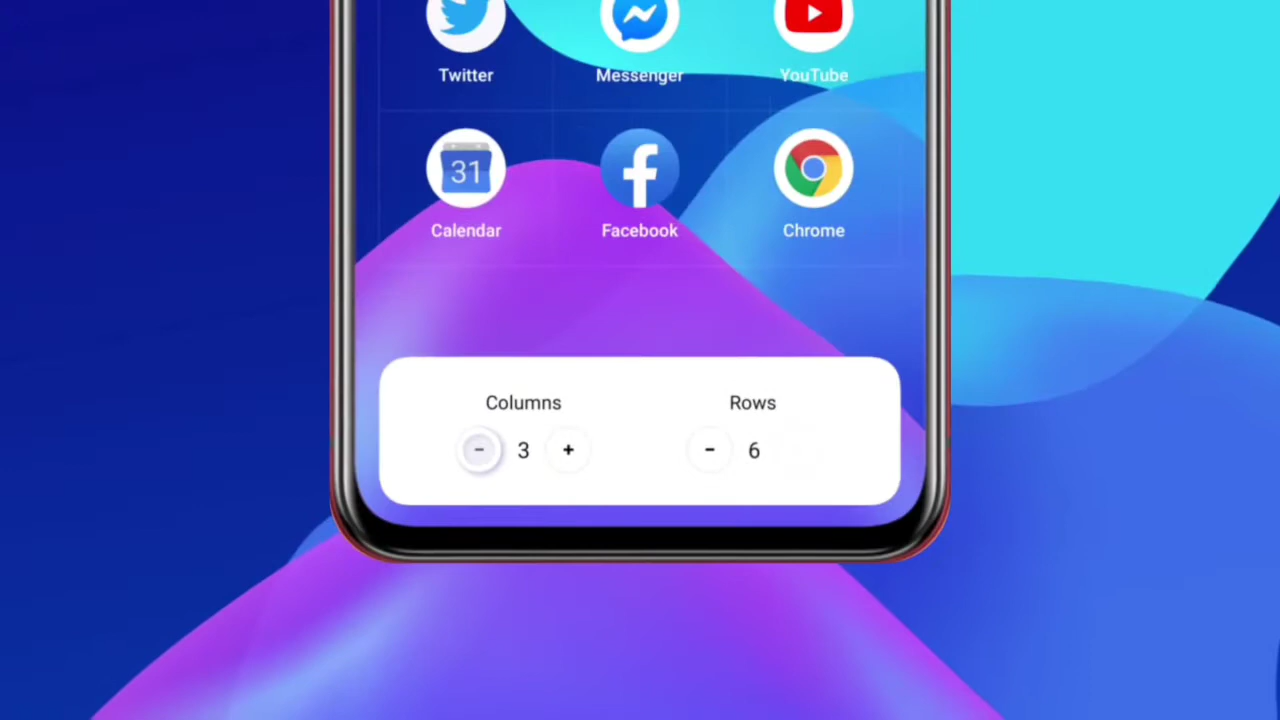 Twitter Messenger YouTube
31
Calendar Facebook Chrome
Columns Rows
- 3 + - 6